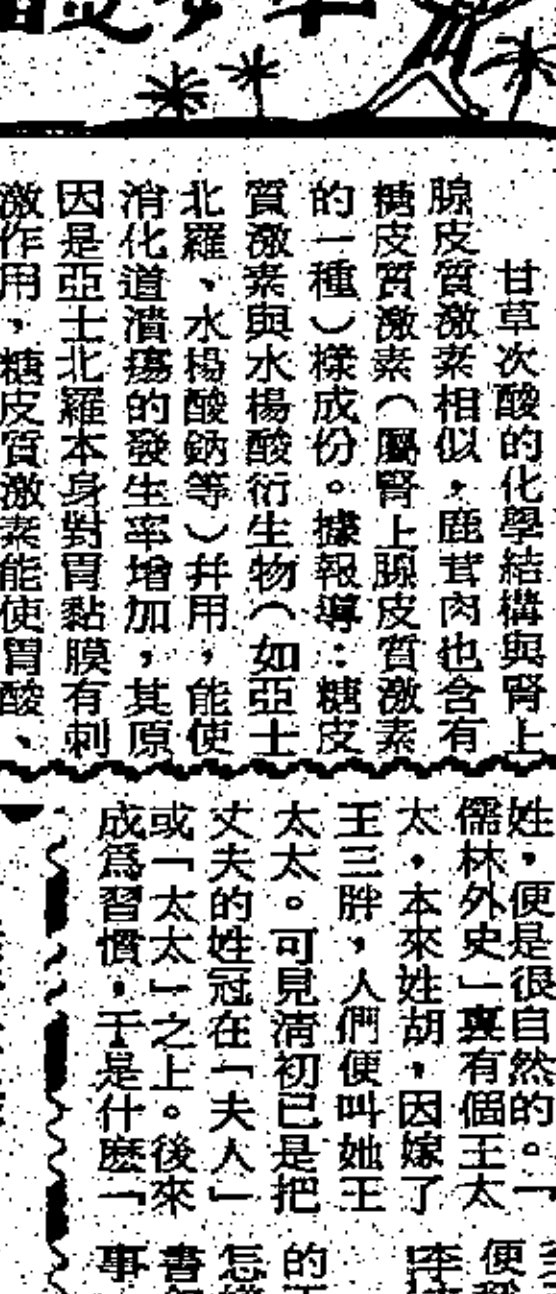 甘草次酸的化學結構與腎上
腺皮質激素相似，鹿茸肉也含有
糖皮質激素（屬腎上腺皮質激素
的一種）樣成份。據報導：糖皮
質激素與水楊酸衍生物（如亞士
北羅、水楊酸鈉等）幷用，能使
消化道潰瘍的發生率增加，其原
因是亞士北羅本身對胃黏膜有刺
激作用，糖皮質激素能使胃酸、
姓，便是很自然的。「
儒林外史」裏有個王太
太，本來姓胡，因嫁了
王三胖，人們便叫她王
太太。可見清初已是把
丈夫的姓冠在「夫人」
或「太太」之上。後來
成爲習慣，于是什麽「
便
李
的
怎
書
事